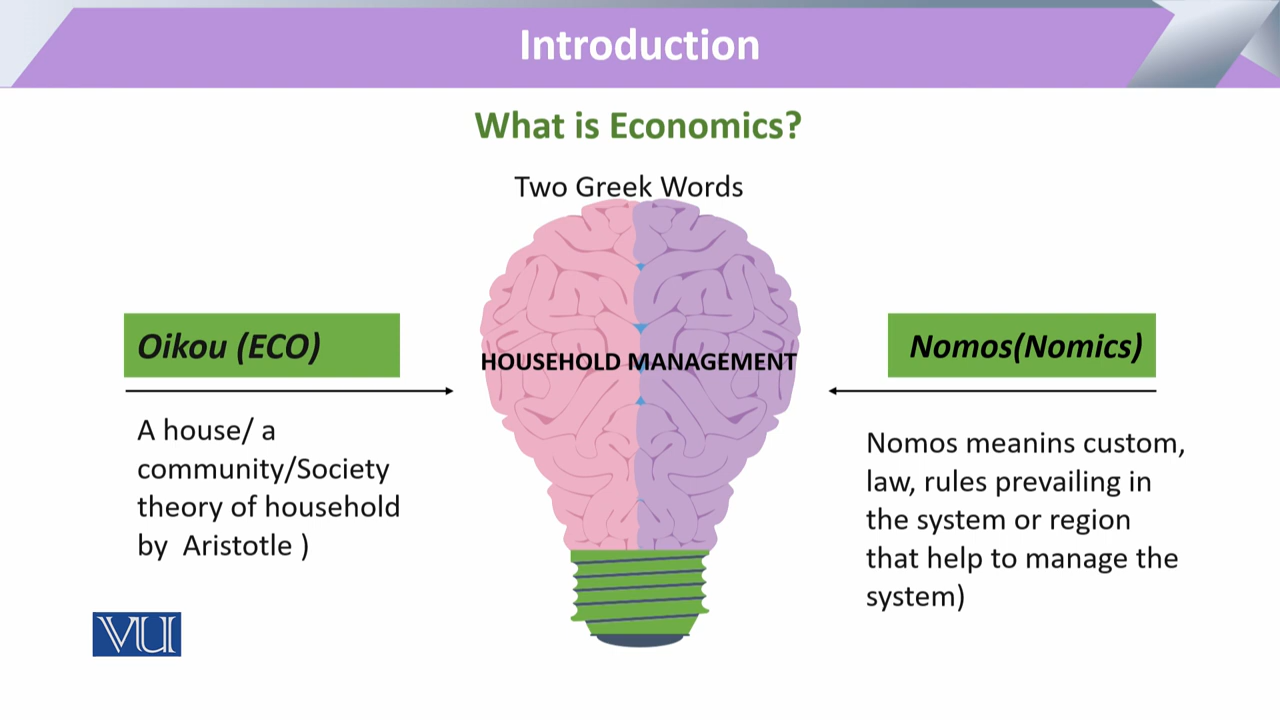 Introduction
What is Economics?
Two Greek Words
Oikou (ECO)
A house/ a
community/Society
theory of household
by Aristotle )
HOUSEHOLD MANAGEMENT
Nomos(Nomics)
Nomos meanins custom,
law, rules prevailing in
the system or region
that help to manage the
system)
VU